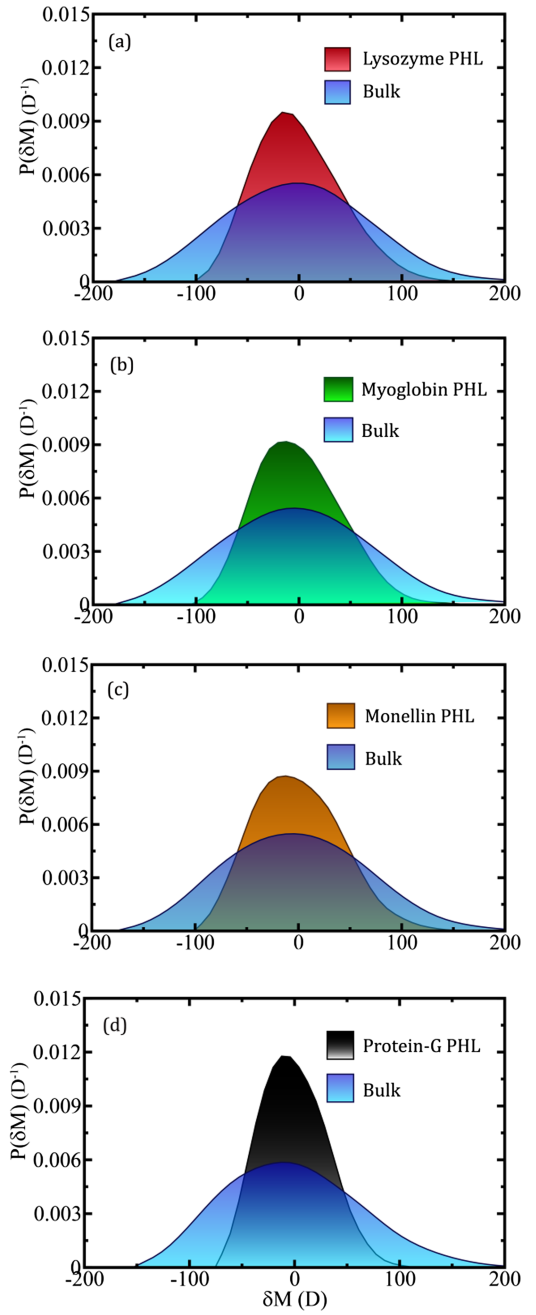 0.015
(a)
Lysozyme PHL
0.012
Bulk
0.009
0.006
0.003
0
P(δM) (D-1)
-200 -100 0 100 200
0.015
(b)
Myoglobin PHL
0.012
Bulk
0.009
0.006
0.003
0
P(δM) (D-1)
-200 -100 0 100 200
0.015
(c)
Monellin PHL
0.012
Bulk
0.009
0.006
0.003
0
P(δM) (D-1)
-200 -100 0 100 200
0.015
(d)
Protein-G PHL
0.012
Bulk
0.009
0.006
0.003
0
P(δM) (D-1)
-200 -100 0 100 200
δM (D)